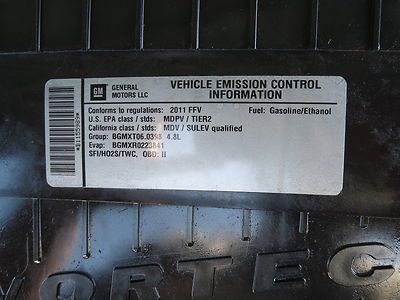 GM
GENERAL
MOTORS LLC
VEHICLE EMISSION CONTROL
INFORMATION
Conforms to regulations: 2011 FFV
Fuel: Gasoline/Ethanol
U.S. EPA class / stds: MDPV / TIER2
California class / stds: MDV / SULEV qualified
Group: BGMXT06.0398 4.8L
Evap: BGMXR0223841
SFI/HO2S/TWC, OBD: II
VORTEC